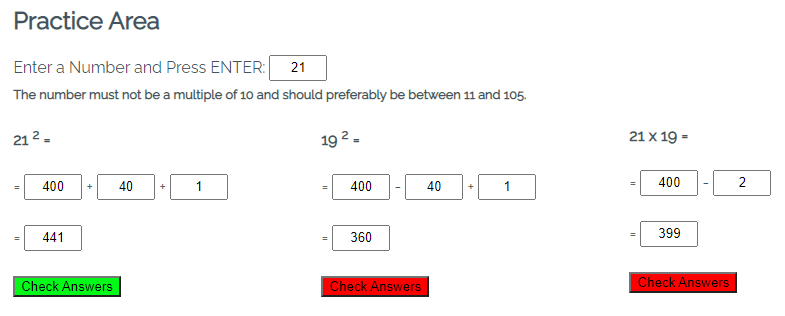 Practice Area
Enter a Number and Press ENTER: 21
The number must not be a multiple of 10 and should preferably be between 11 and 105.
21 ² =
= 400 + 40 + 1
= 441
Check Answers
19 ² =
= 400 - 40 + 1
= 360
Check Answers
21 x 19 =
= 400 - 2
= 399
Check Answers